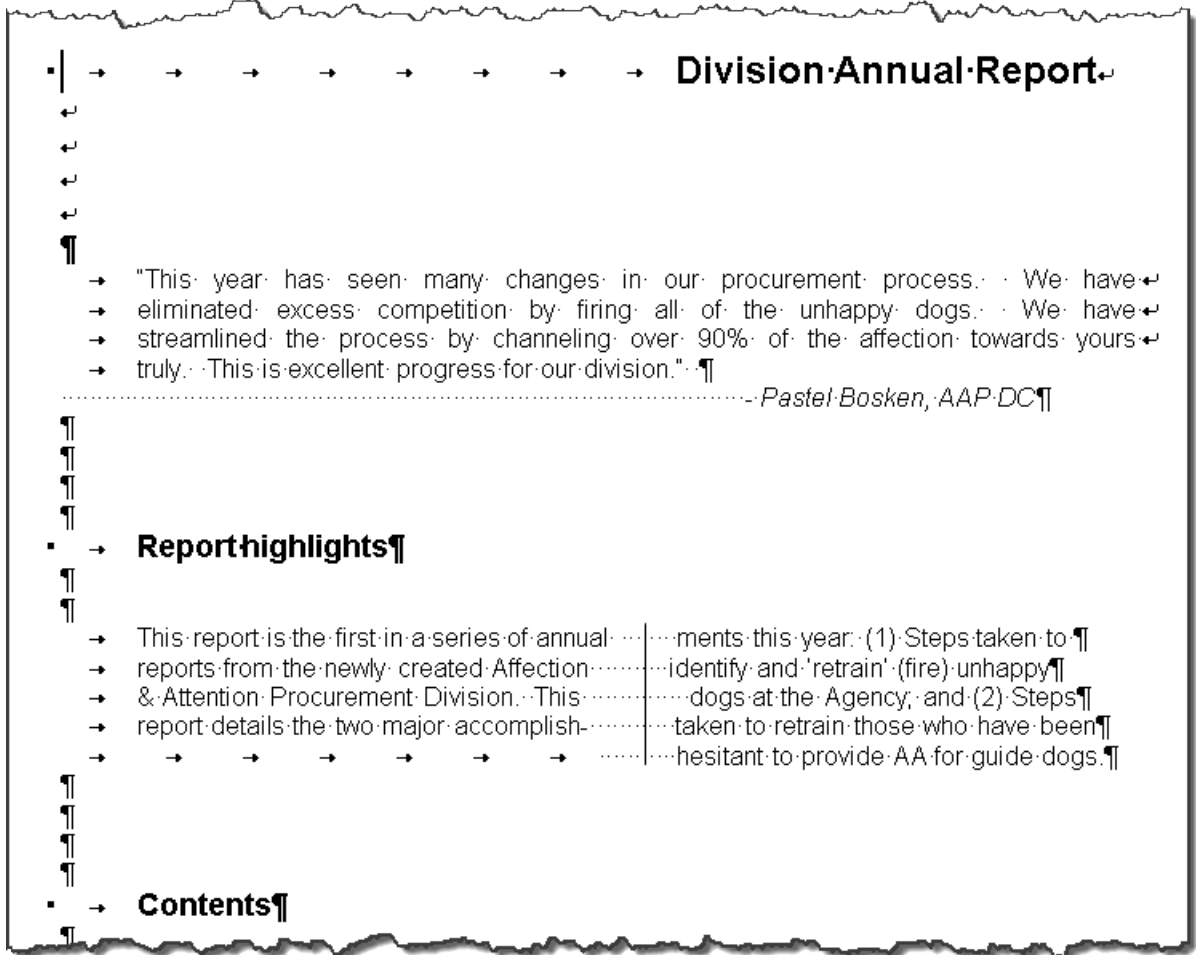 Division Annual Report
"This year has seen many changes in our procurement process. We have
eliminated excess competition by firing all of the unhappy dogs. We have
streamlined the process by channeling over 90% of the affection towards yours
truly. This is excellent progress for our division."
- Pastel Bosken, AAP DC
Report highlights
This report is the first in a series of annual
reports from the newly created Affection
& Attention Procurement Division. This
report details the two major accomplish-
ments this year: (1) Steps taken to
identify and 'retrain' (fire) unhappy
dogs at the Agency; and (2) Steps
taken to retrain those who have been
hesitant to provide AA for guide dogs.
Contents